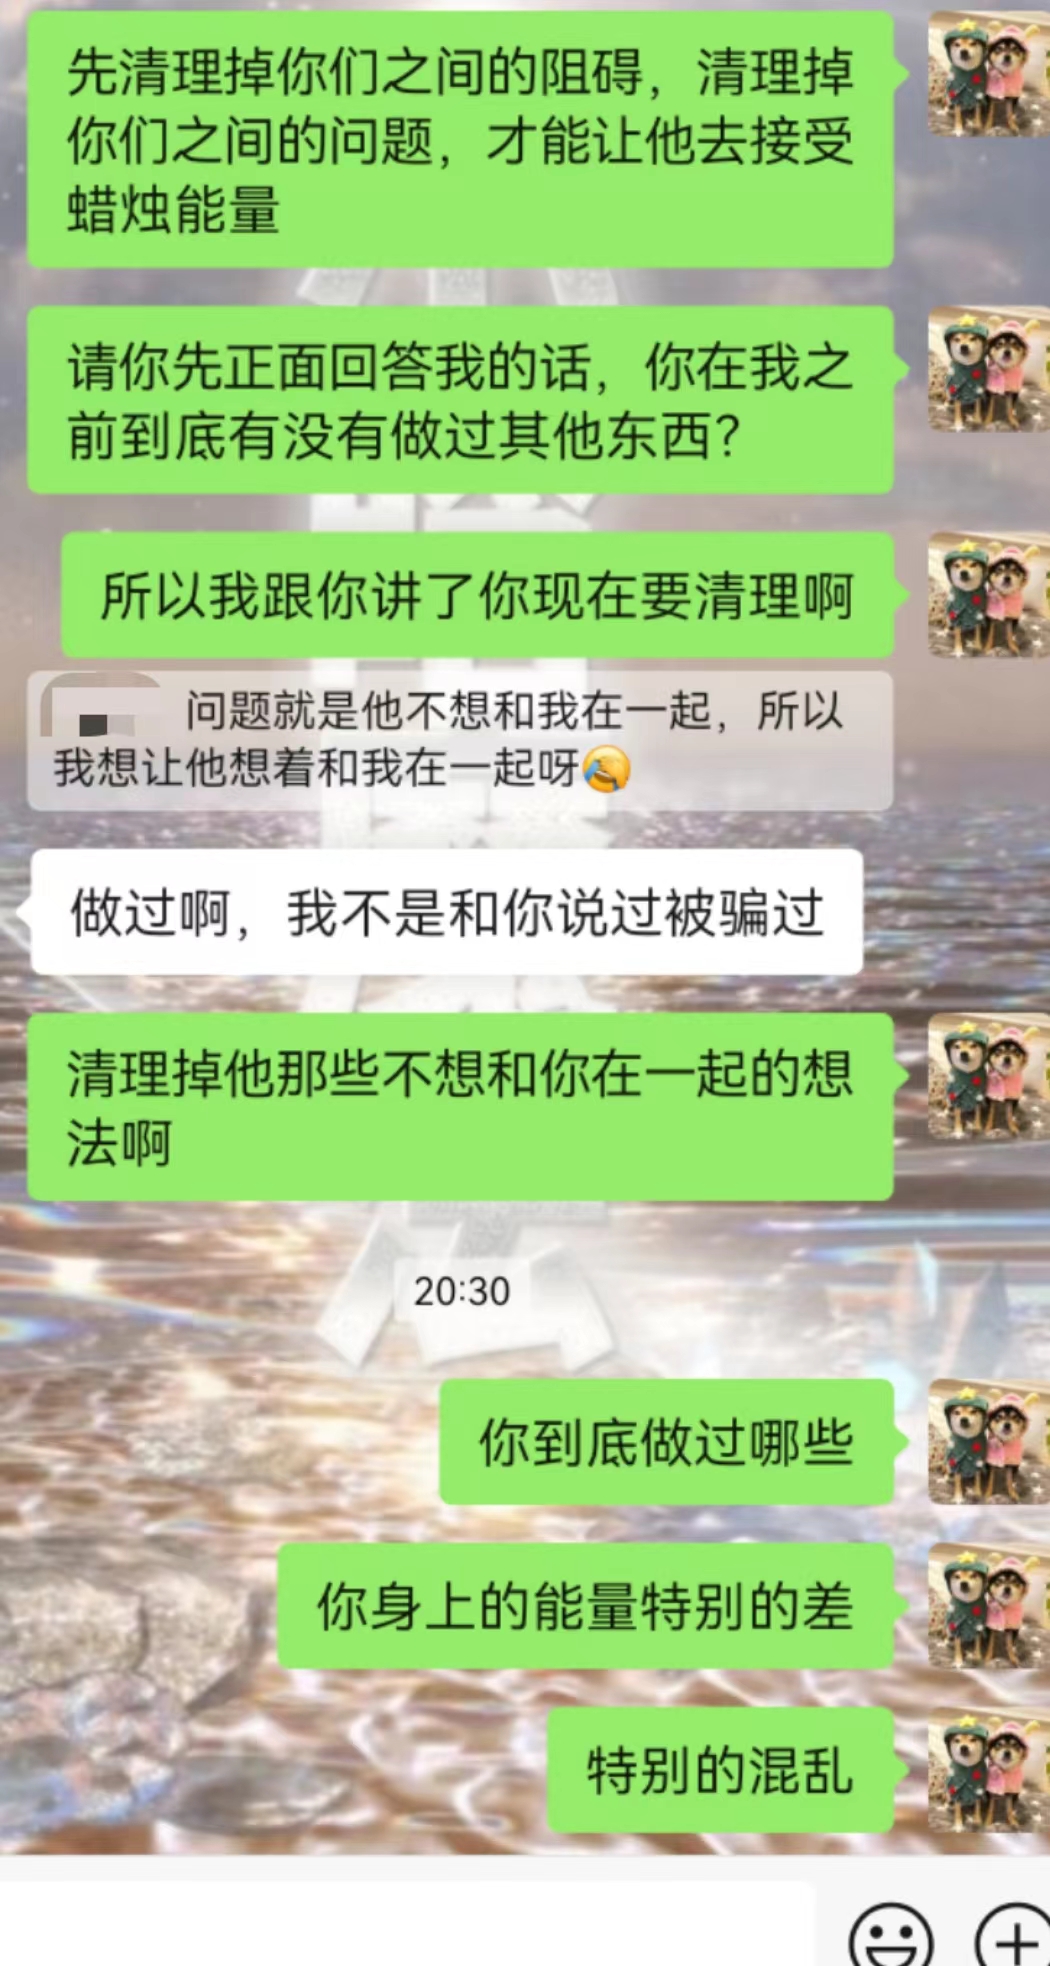 先清理掉你们之间的阻碍，清理掉
你们之间的问题，才能让他去接受
蜡烛能量
请你先正面回答我的话，你在我之
前到底有没有做过其他东西？
所以我跟你讲了你现在要清理啊
问题就是他不想和我在一起，所以
我想让他想着和我在一起呀🤣
做过啊，我不是和你说过被骗过
清理掉他那些不想和你在一起的想
法啊
20:30
你到底做过哪些
你身上的能量特别的差
特别的混乱